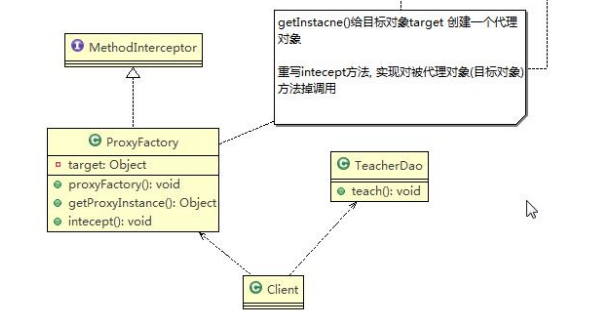 getInstacne()给目标对象target 创建一个代理
对象
重写intecept方法, 实现对被代理对象(目标对象)
方法掉调用
I MethodInterceptor
C ProxyFactory
target: Object
proxyFactory(): void
getProxyInstance(): Object
intecept(): void
C TeacherDao
teach(): void
C Client